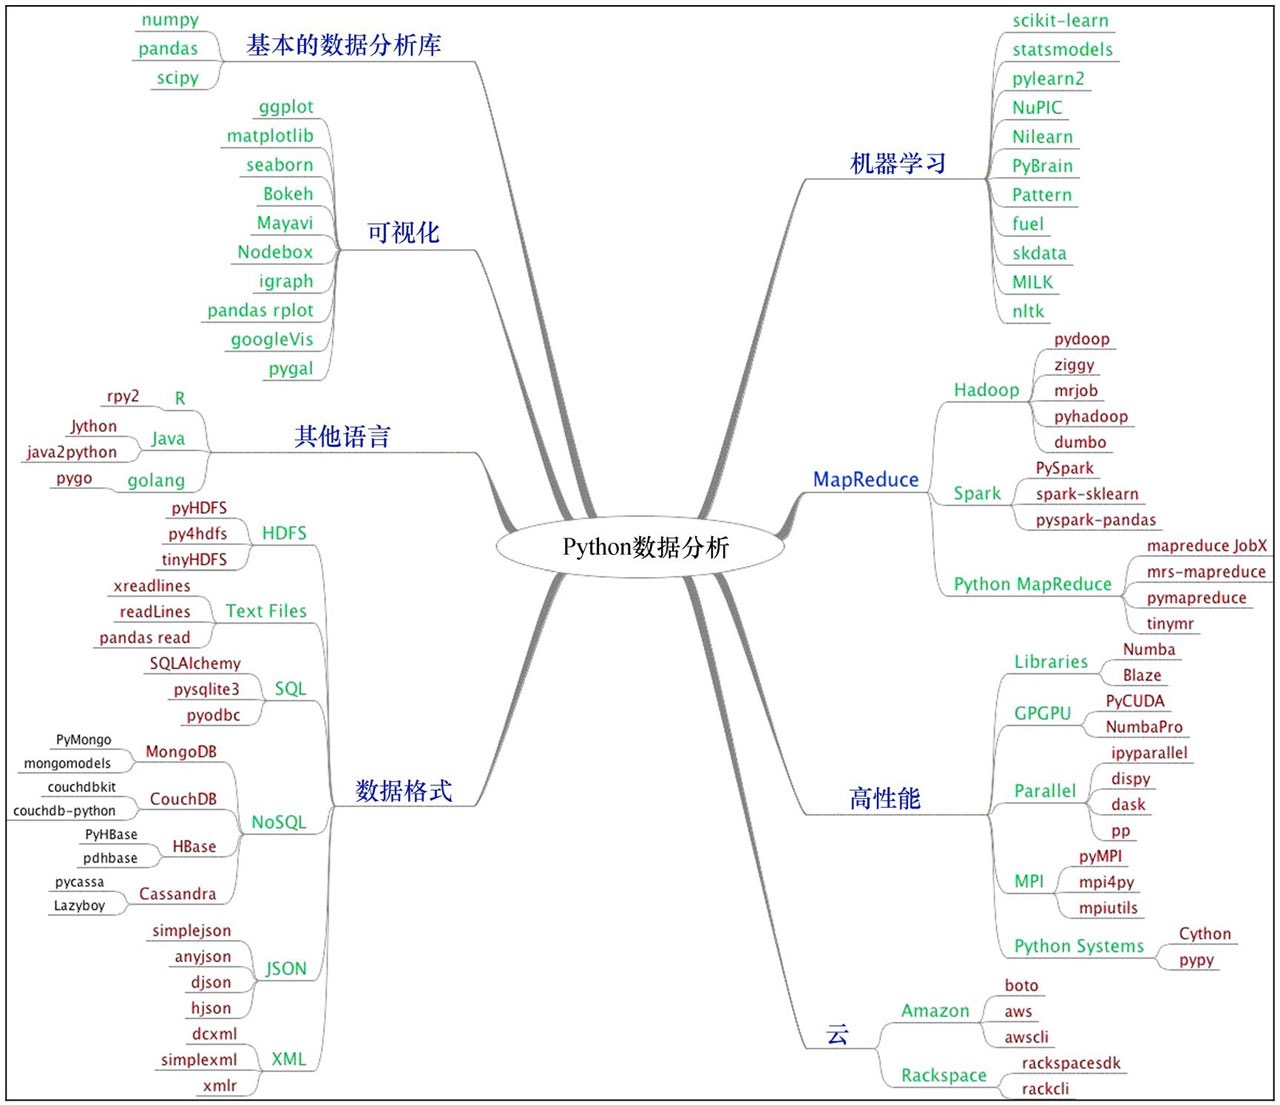 Python数据分析
基本的数据分析库
numpy
pandas
scipy
可视化
ggplot
matplotlib
seaborn
Bokeh
Mayavi
Nodebox
igraph
pandas rplot
googleVis
pygal
其他语言
R
rpy2
Java
Jython
java2python
golang
pygo
数据格式
HDFS
pyHDFS
py4hdfs
tinyHDFS
Text Files
xreadlines
readLines
pandas read
SQL
SQLAlchemy
pysqlite3
pyodbc
NoSQL
MongoDB
PyMongo
mongomodels
CouchDB
couchdbkit
couchdb-python
HBase
PyHBase
pdhbase
Cassandra
pycassa
Lazyboy
JSON
simplejson
anyjson
djson
hjson
XML
dcxml
simplexml
xmlr
机器学习
scikit-learn
statsmodels
pylearn2
NuPIC
Nilearn
PyBrain
Pattern
fuel
skdata
MILK
nltk
MapReduce
Hadoop
pydoop
ziggy
mrjob
pyhadoop
dumbo
Spark
PySpark
spark-sklearn
pyspark-pandas
Python MapReduce
mapreduce JobX
mrs-mapreduce
pymapreduce
tinymr
高性能
Libraries
Numba
Blaze
GPGPU
PyCUDA
NumbaPro
Parallel
ipyparallel
dispy
dask
pp
MPI
pyMPI
mpi4py
mpiutils
Python Systems
Cython
pypy
云
Amazon
boto
aws
awscli
Rackspace
rackspacesdk
rackcli